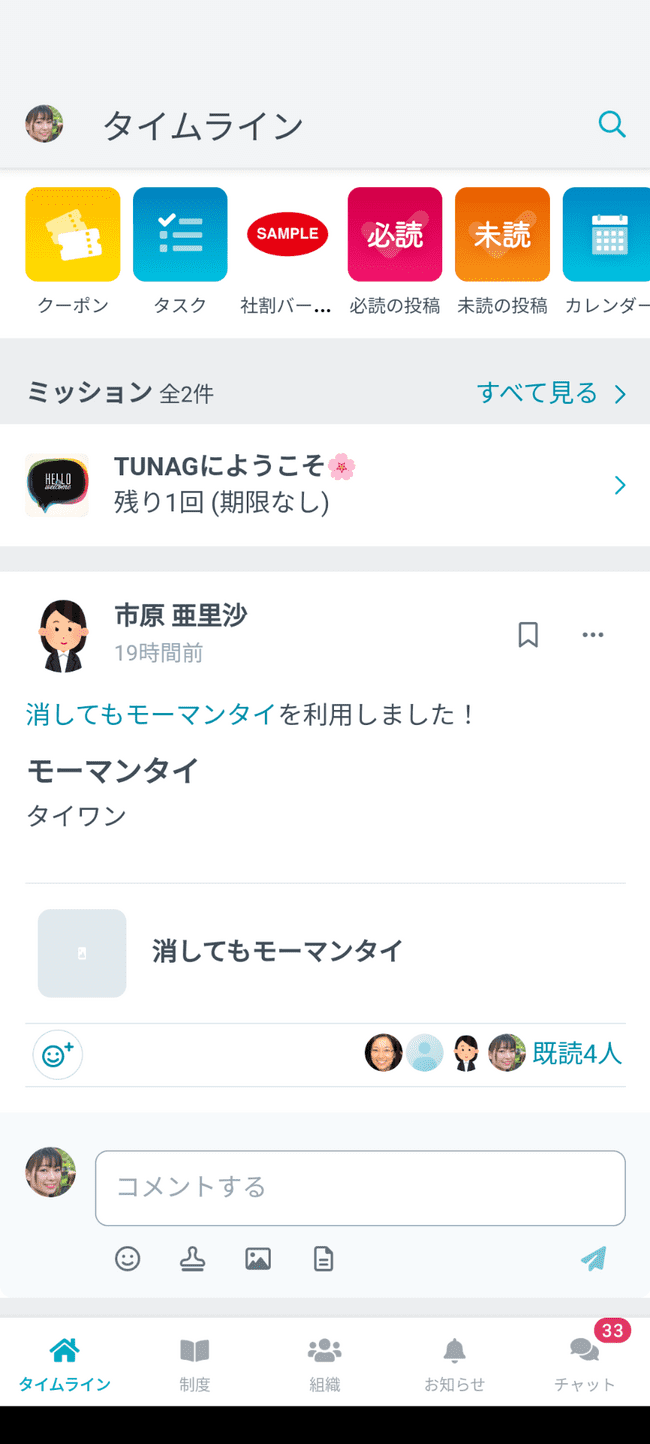 タイムライン
SAMPLE
必読
未読
クーポン
タスク
社割バー...
必読の投稿
未読の投稿
カレンダー
ミッション 全2件
すべて見る
HELLO
welcome
TUNAGにようこそ🌸
残り1回 (期限なし)
市原 亜里沙
19時間前
消してもモーマンタイを利用しました！
モーマンタイ
タイワン
消してもモーマンタイ
既読4人
コメントする
33
タイムライン
制度
組織
お知らせ
チャット